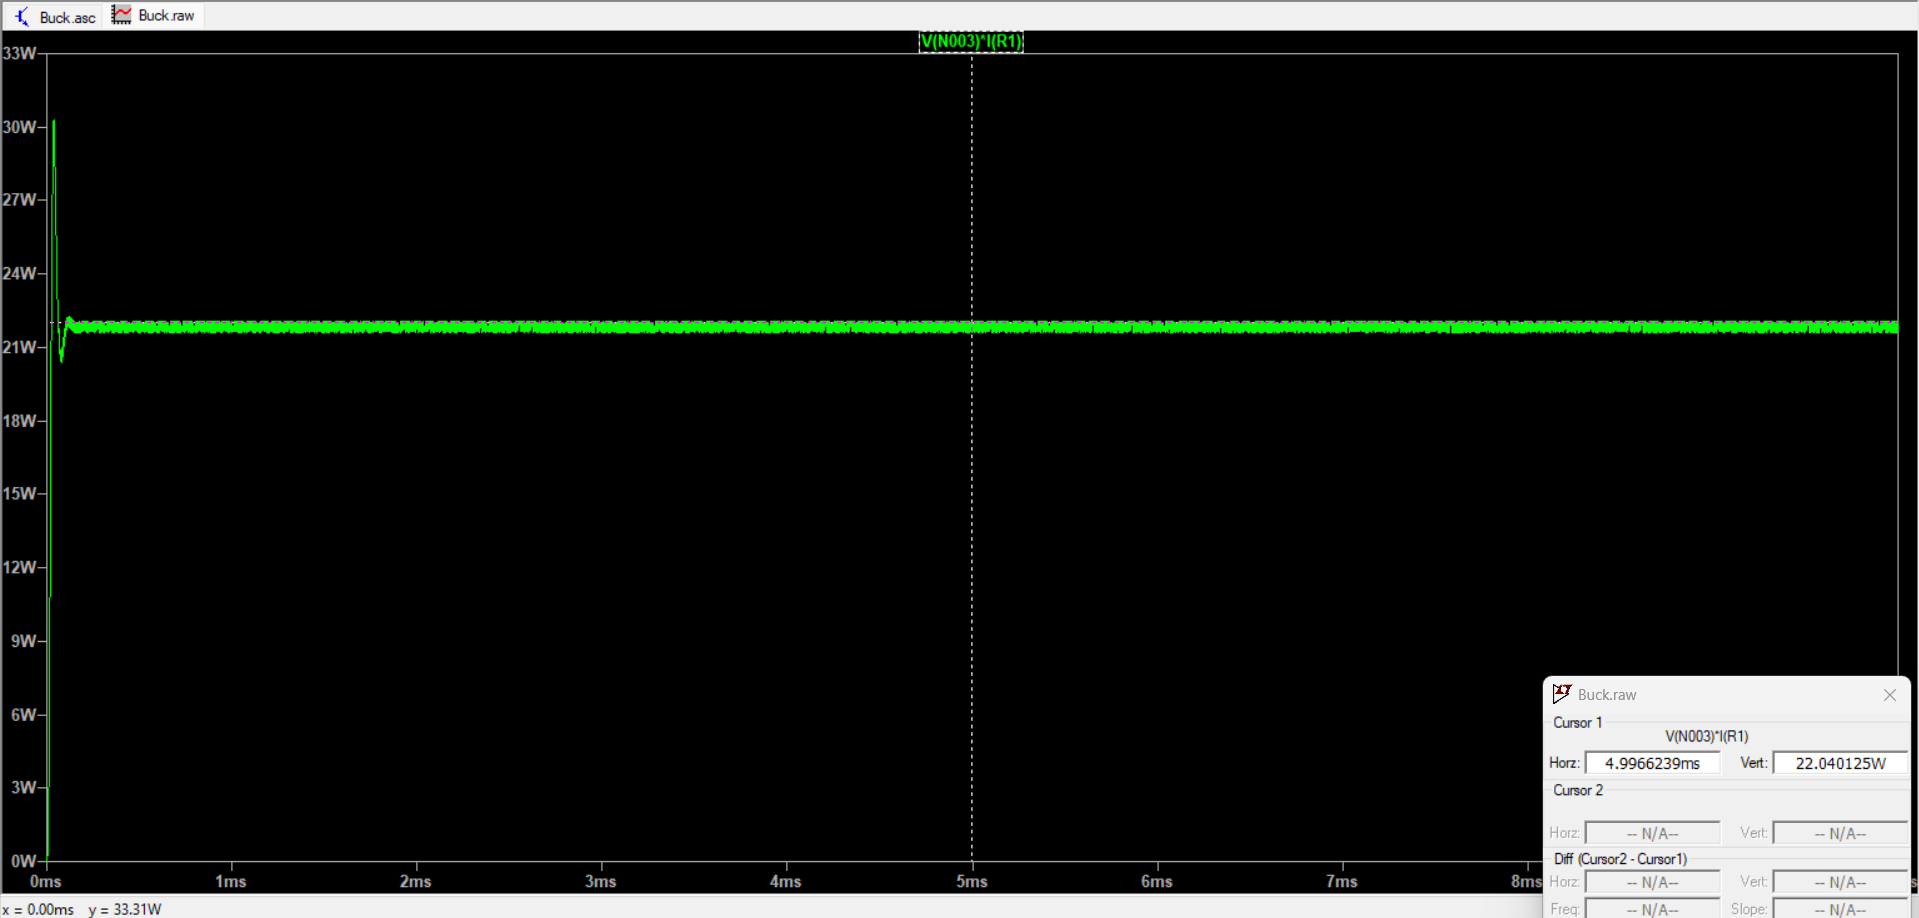 Buck.asc Buck.raw
V(N003)*I(R1)
33W
30W
27W
24W
21W
18W
15W
12W
9W
6W
3W
0W
0ms 1ms 2ms 3ms 4ms 5ms 6ms 7ms 8ms
Buck.raw
Cursor 1
V(N003)*I(R1)
Horz: 4.9966239ms Vert: 22.040125W
Cursor 2
Horz: -- N/A-- Vert: -- N/A--
Diff (Cursor2 - Cursor1)
Horz: -- N/A-- Vert: -- N/A--
Freq: -- N/A-- Slope: -- N/A--
x = 0.00ms y = 33.31W